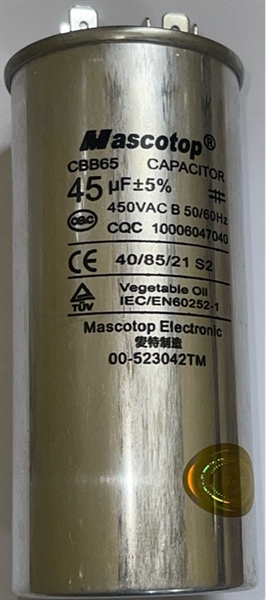 Mascotop®
CBB65 CAPACITOR
45 µF±5%
450VAC B 50/60Hz
CQC CQC 10006047040
CE 40/85/21 S2
TÜV Vegetable Oil
IEC/EN60252-1
Mascotop Electronic
麦特制造
00-523042TM